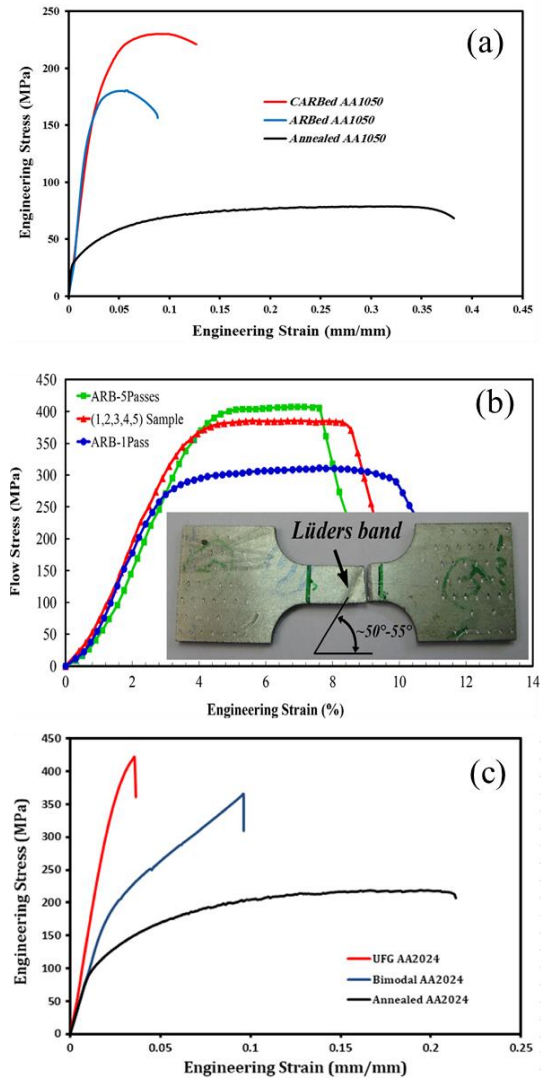 (a)
Engineering Stress (MPa)
250
200
150
100
50
0
CARBed AA1050
ARBed AA1050
Annealed AA1050
0 0.05 0.1 0.15 0.2 0.25 0.3 0.35 0.4 0.45
Engineering Strain (mm/mm)
(b)
Flow Stress (MPa)
450
400
350
300
250
200
150
100
50
0
ARB-5Passes
(1,2,3,4,5) Sample
ARB-1Pass
Lüders band
~50°-55°
0 2 4 6 8 10 12 14
Engineering Strain (%)
(c)
Engineering Stress (MPa)
450
400
350
300
250
200
150
100
50
0
UFG AA2024
Bimodal AA2024
Annealed AA2024
0 0.05 0.1 0.15 0.2 0.25
Engineering Strain (mm/mm)